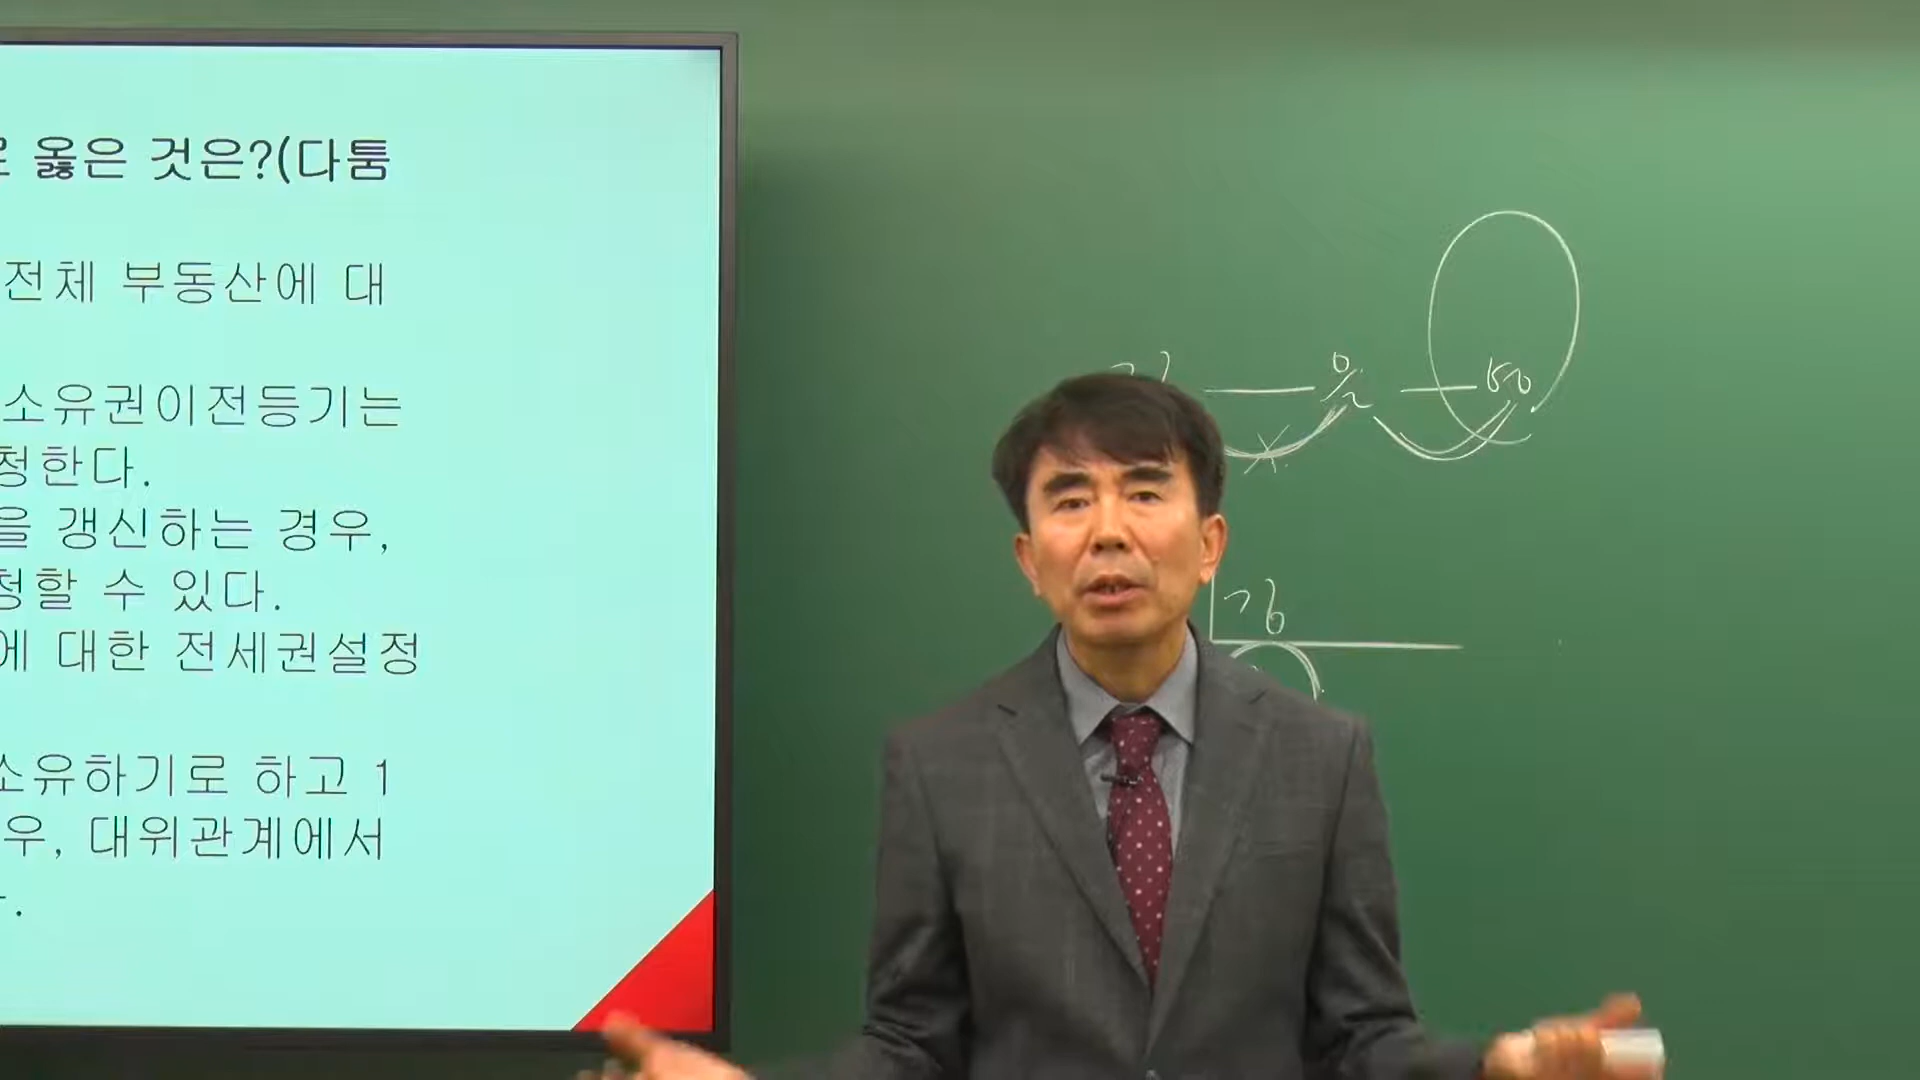 로 옳은 것은?(다툼
전체 부동산에 대
소유권이전등기는
청한다.
을 갱신하는 경우,
청할 수 있다.
에 대한 전세권설정
소유하기로 하고 1
우, 대위관계에서
갑 을 병